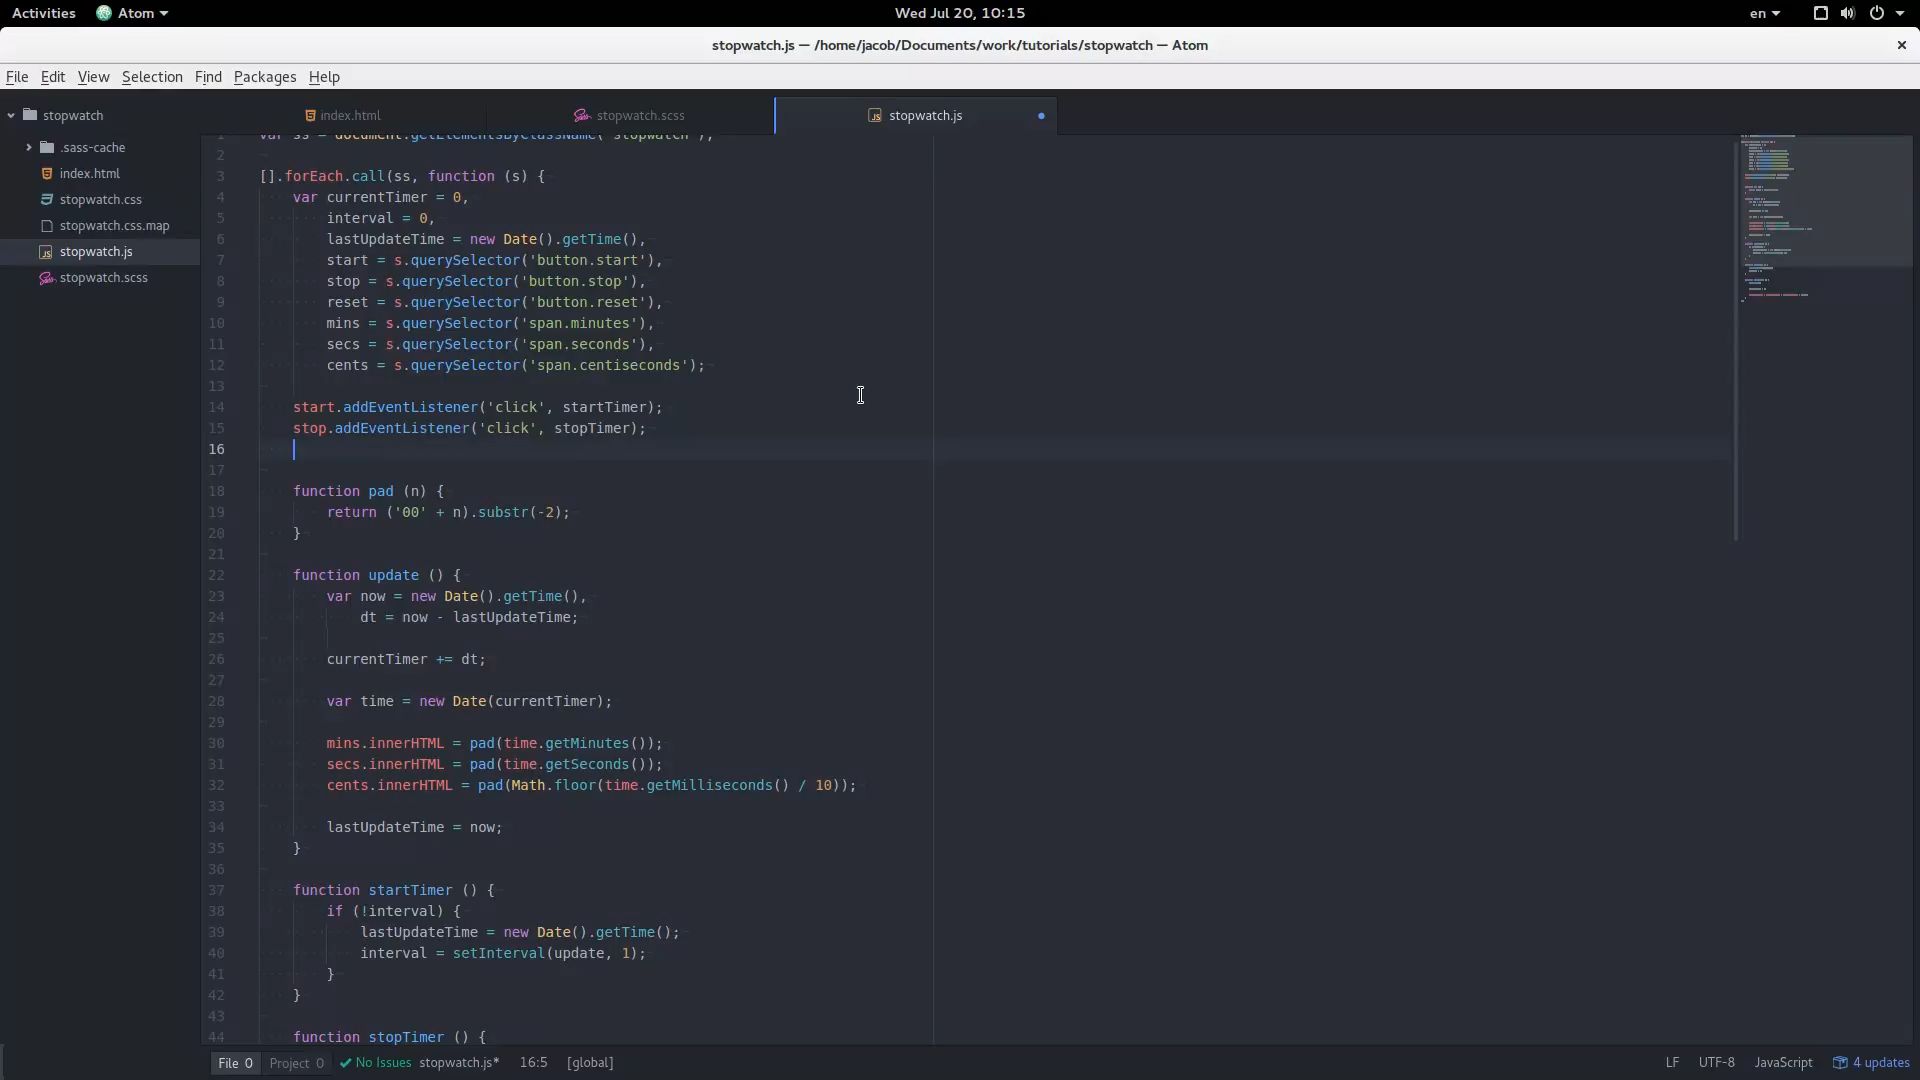 Activities Atom Wed Jul 20, 10:15 en
stopwatch.js — /home/jacob/Documents/work/tutorials/stopwatch — Atom
File Edit View Selection Find Packages Help
stopwatch
.sass-cache
index.html
stopwatch.css
stopwatch.css.map
stopwatch.js
stopwatch.scss
index.html stopwatch.scss stopwatch.js
1 var ss = document.getElementsByClassName('stopwatch');
2
3 [].forEach.call(ss, function (s) {
4 var currentTimer = 0,
5 interval = 0,
6 lastUpdateTime = new Date().getTime(),
7 start = s.querySelector('button.start'),
8 stop = s.querySelector('button.stop'),
9 reset = s.querySelector('button.reset'),
10 mins = s.querySelector('span.minutes'),
11 secs = s.querySelector('span.seconds'),
12 cents = s.querySelector('span.centiseconds');
13
14 start.addEventListener('click', startTimer);
15 stop.addEventListener('click', stopTimer);
16
17
18 function pad (n) {
19 return ('00' + n).substr(-2);
20 }
21
22 function update () {
23 var now = new Date().getTime(),
24 dt = now - lastUpdateTime;
25
26 currentTimer += dt;
27
28 var time = new Date(currentTimer);
29
30 mins.innerHTML = pad(time.getMinutes());
31 secs.innerHTML = pad(time.getSeconds());
32 cents.innerHTML = pad(Math.floor(time.getMilliseconds() / 10));
33
34 lastUpdateTime = now;
35 }
36
37 function startTimer () {
38 if (!interval) {
39 lastUpdateTime = new Date().getTime();
40 interval = setInterval(update, 1);
41 }
42 }
43
44 function stopTimer () {
File 0 Project 0 No Issues stopwatch.js* 16:5 [global] LF UTF-8 JavaScript 4 updates